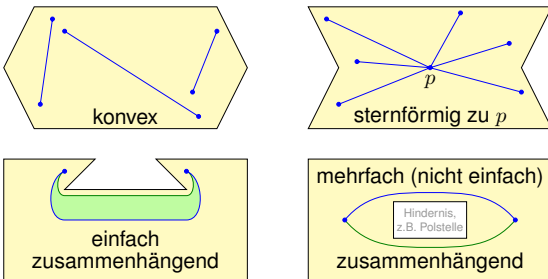 konvex
p
sternförmig zu p
einfach
zusammenhängend
mehrfach (nicht einfach)
Hindernis,
z.B. Polstelle
zusammenhängend